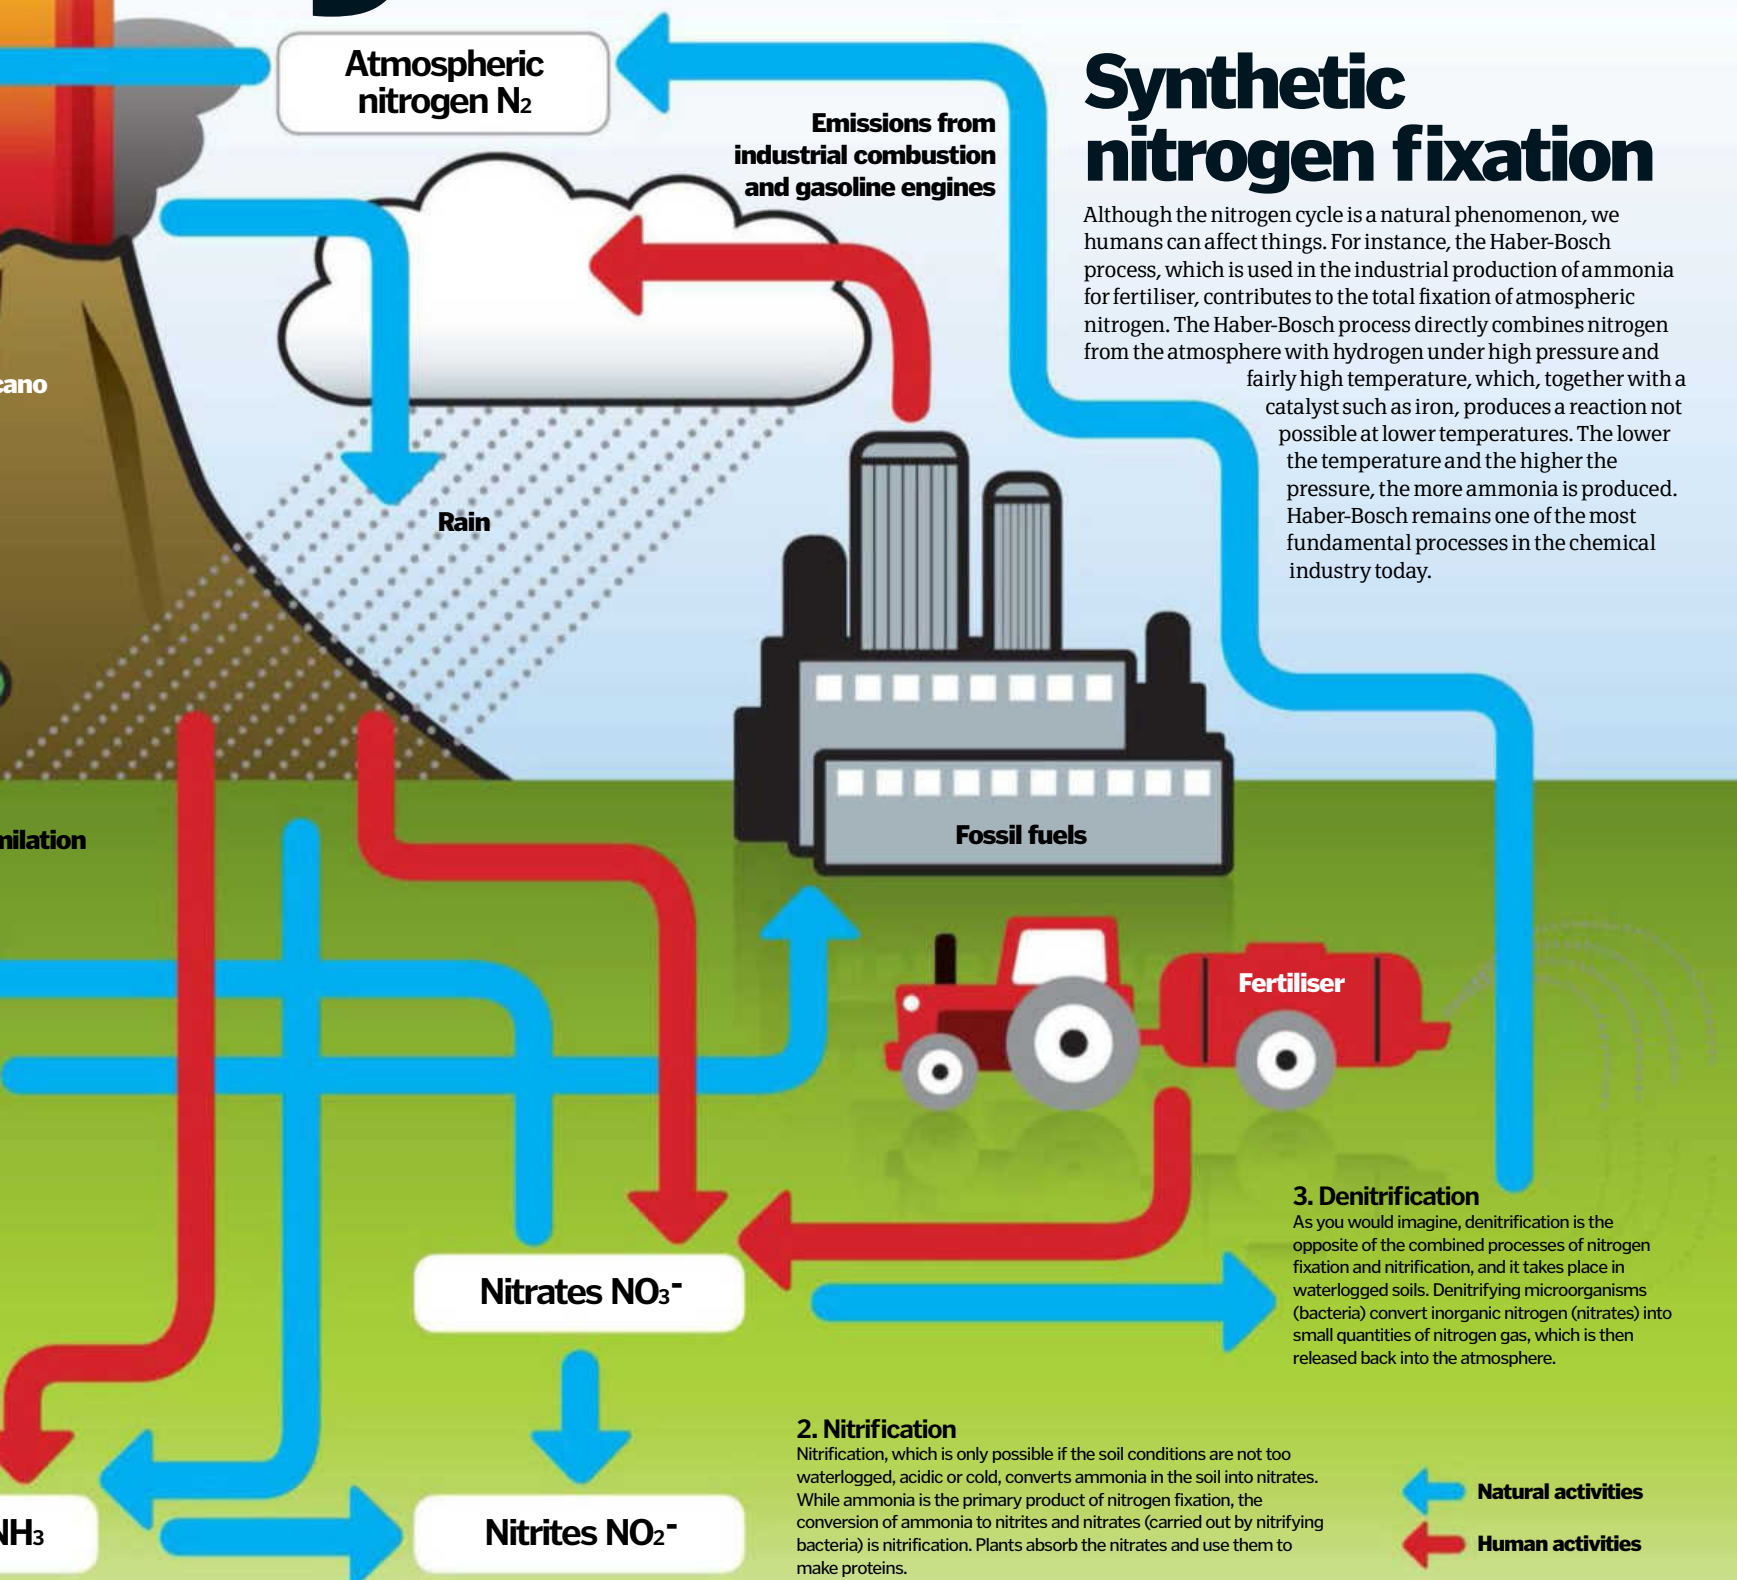 Atmospheric
nitrogen N2
Emissions from
industrial combustion
and gasoline engines
Synthetic
nitrogen fixation
Although the nitrogen cycle is a natural phenomenon, we
humans can affect things. For instance, the Haber-Bosch
process, which is used in the industrial production of ammonia
for fertiliser, contributes to the total fixation of atmospheric
nitrogen. The Haber-Bosch process directly combines nitrogen
from the atmosphere with hydrogen under high pressure and
fairly high temperature, which, together with a
catalyst such as iron, produces a reaction not
possible at lower temperatures. The lower
the temperature and the higher the
pressure, the more ammonia is produced.
Haber-Bosch remains one of the most
fundamental processes in the chemical
industry today.
cano
Rain
milation
Fossil fuels
Fertiliser
3. Denitrification
As you would imagine, denitrification is the
opposite of the combined processes of nitrogen
fixation and nitrification, and it takes place in
waterlogged soils. Denitrifying microorganisms
(bacteria) convert inorganic nitrogen (nitrates) into
small quantities of nitrogen gas, which is then
released back into the atmosphere.
Nitrates NO3-
2. Nitrification
Nitrification, which is only possible if the soil conditions are not too
waterlogged, acidic or cold, converts ammonia in the soil into nitrates.
While ammonia is the primary product of nitrogen fixation, the
conversion of ammonia to nitrites and nitrates (carried out by nitrifying
bacteria) is nitrification. Plants absorb the nitrates and use them to
make proteins.
NH3
Nitrites NO2-
Natural activities
Human activities